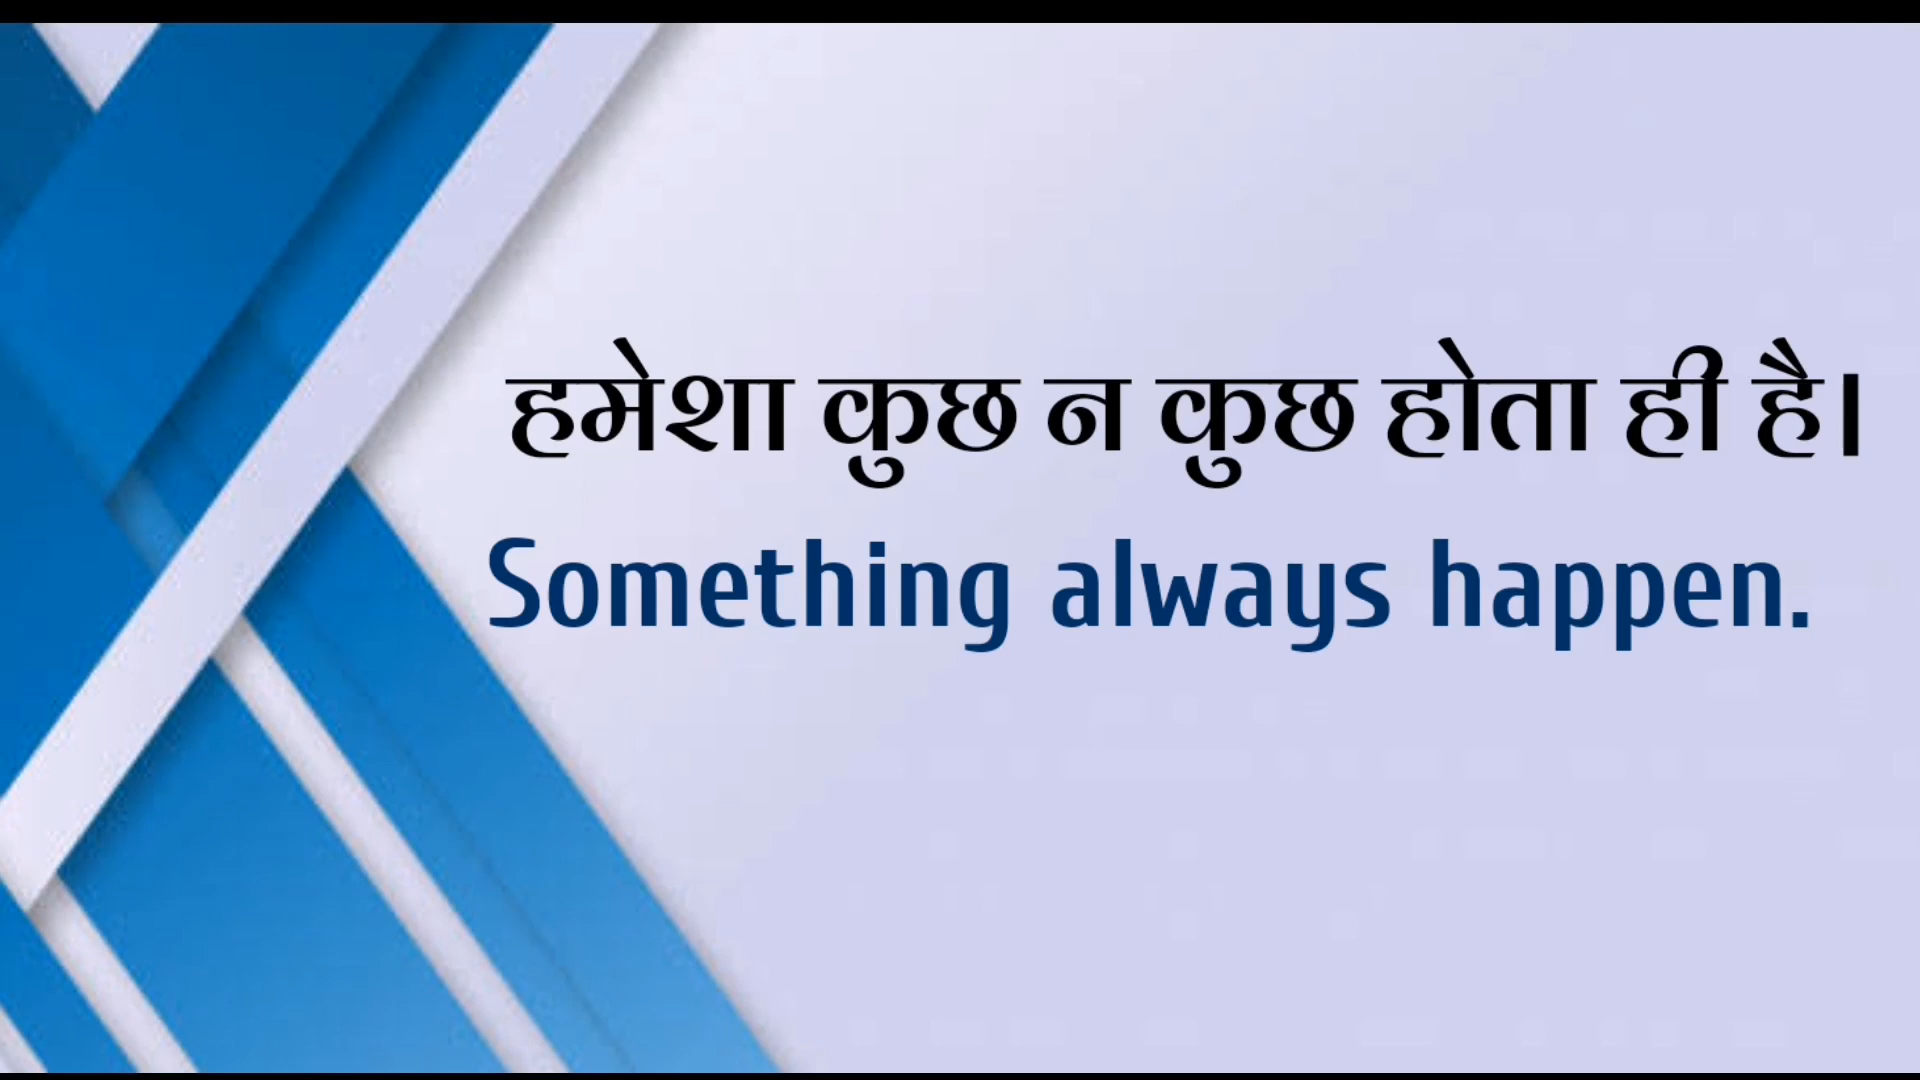 हमेशा कुछ न कुछ होता ही है।
Something always happen.